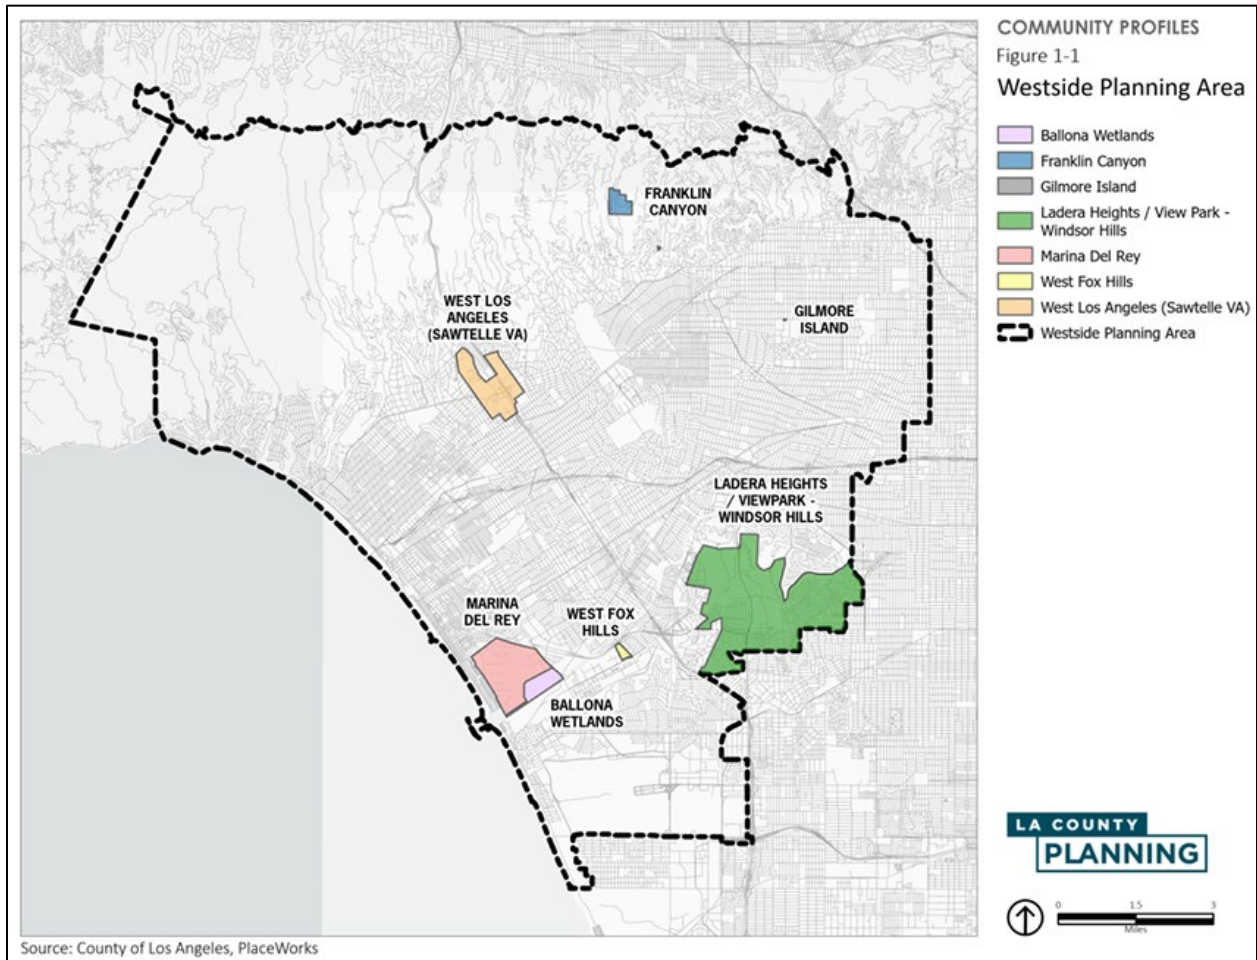 COMMUNITY PROFILES
Figure 1-1
Westside Planning Area
Ballona Wetlands
Franklin Canyon
Gilmore Island
Ladera Heights / View Park -
Windsor Hills
Marina Del Rey
West Fox Hills
West Los Angeles (Sawtelle VA)
Westside Planning Area
FRANKLIN
CANYON
WEST LOS
ANGELES
(SAWTELLE VA)
GILMORE
ISLAND
LADERA HEIGHTS
/ VIEWPARK -
WINDSOR HILLS
MARINA
DEL REY
WEST FOX
HILLS
BALLONA
WETLANDS
LA COUNTY
PLANNING
0 1.5 3
Miles
Source: County of Los Angeles, PlaceWorks